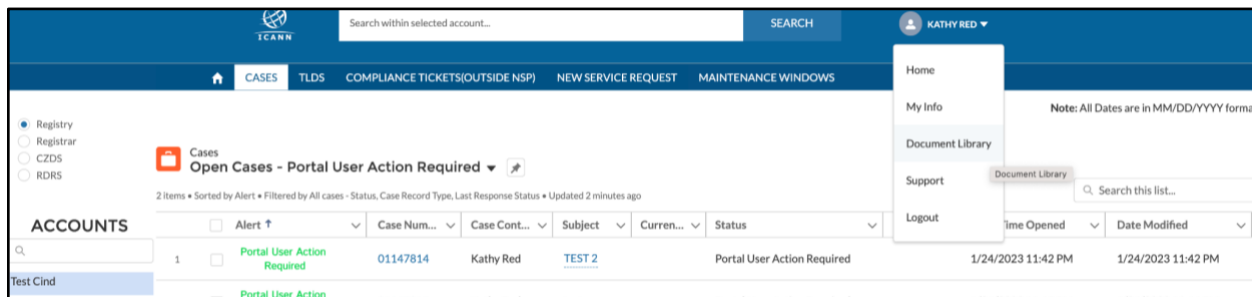 ICANN
Search within selected account...
SEARCH
KATHY RED
CASES
TLDS
COMPLIANCE TICKETS(OUTSIDE NSP)
NEW SERVICE REQUEST
MAINTENANCE WINDOWS
Home
My Info
Document Library
Support
Logout
Document Library
Note: All Dates are in MM/DD/YYYY forma
Registry
Registrar
CZDS
RDRS
Cases
Open Cases - Portal User Action Required
2 items • Sorted by Alert • Filtered by All cases - Status, Case Record Type, Last Response Status • Updated 2 minutes ago
Search this list...
ACCOUNTS
Test Cind
Alert
Case Num...
Case Cont...
Subject
Curren...
Status
Time Opened
Date Modified
1
Portal User Action
Required
01147814
Kathy Red
TEST 2
Portal User Action Required
1/24/2023 11:42 PM
1/24/2023 11:42 PM
Portal User Action